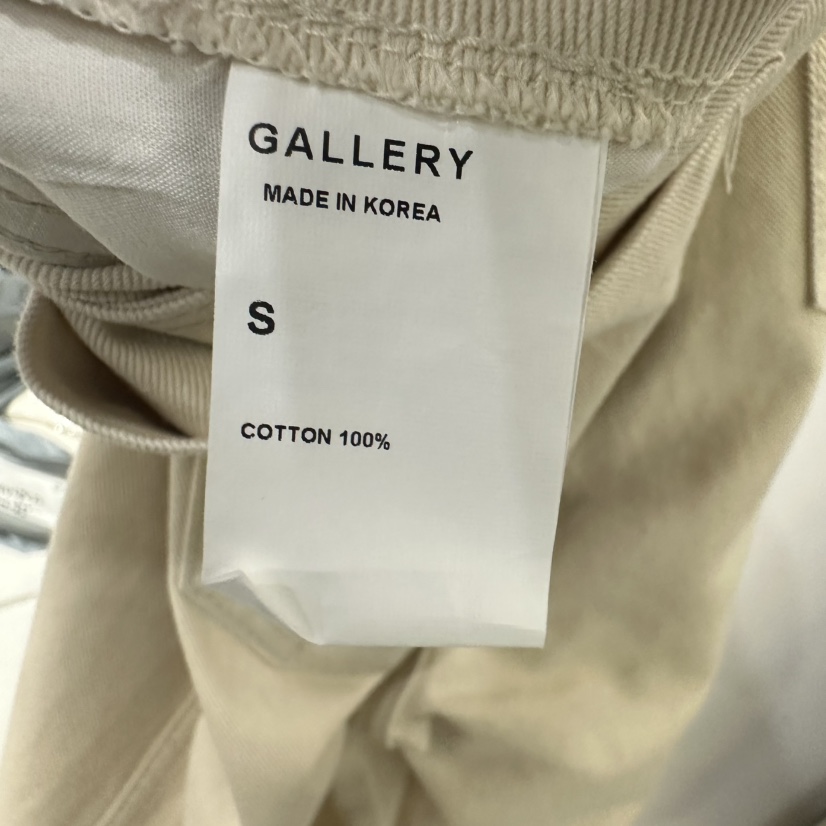 GALLERY
MADE IN KOREA
S
COTTON 100%